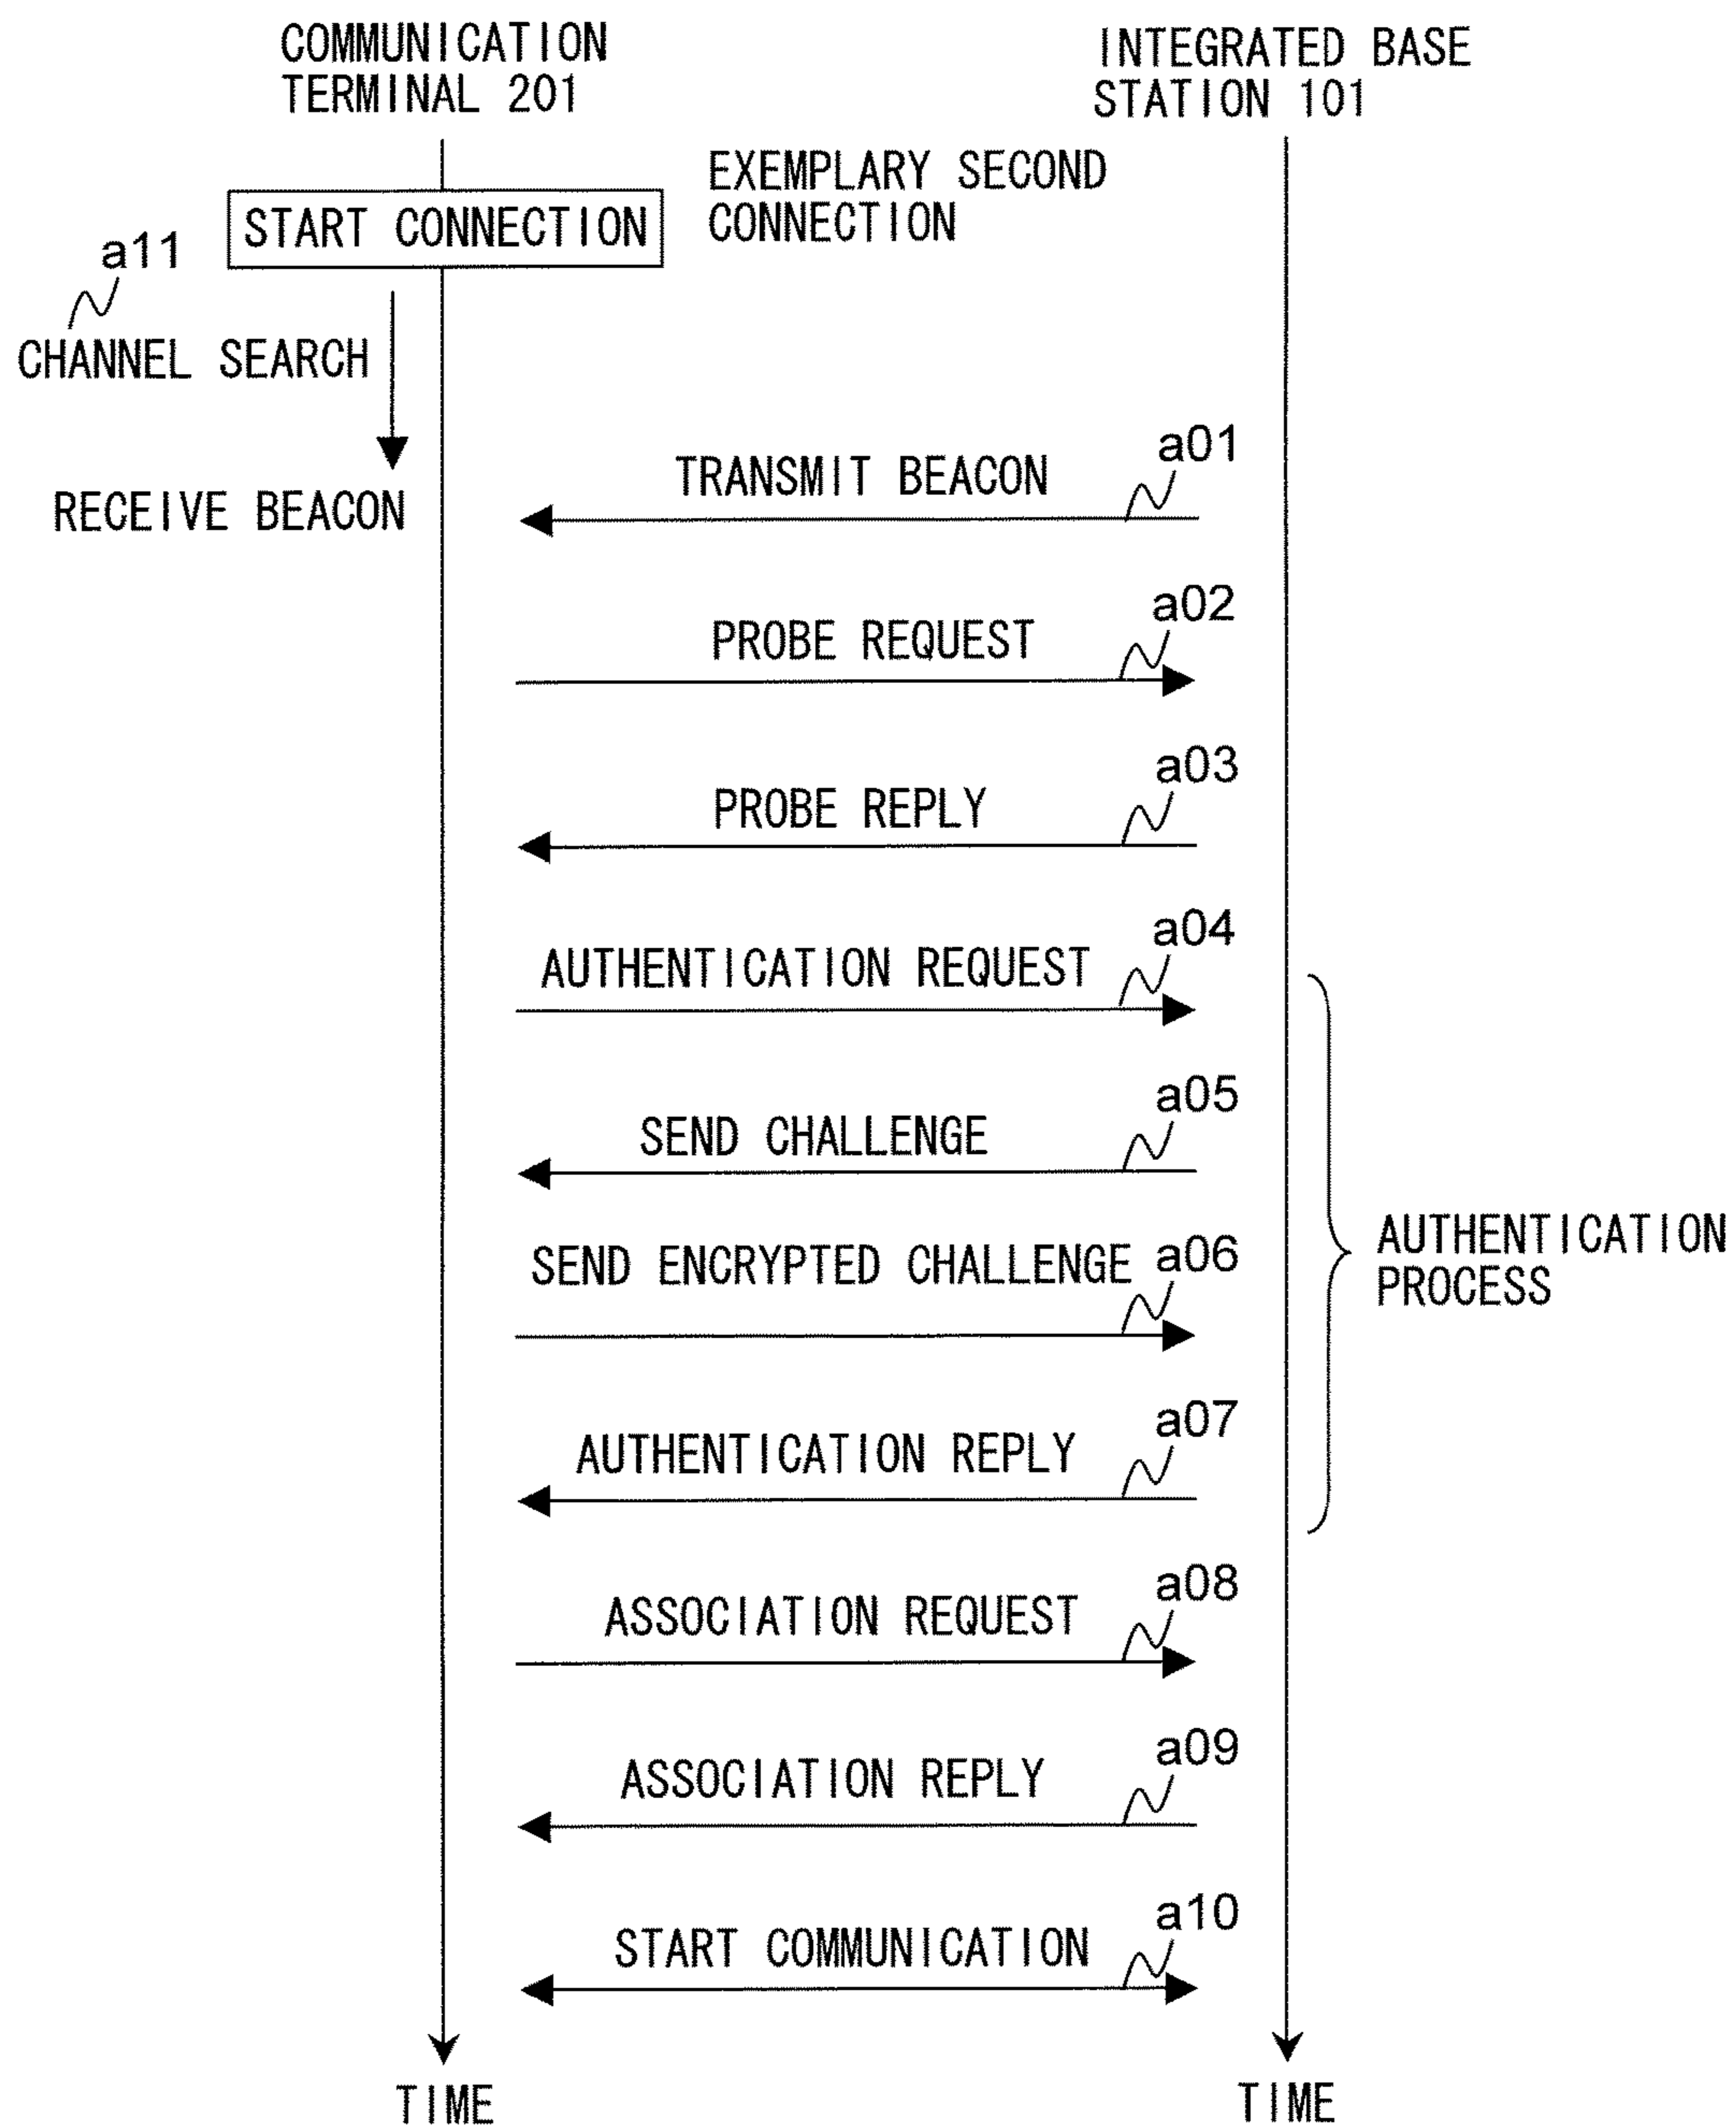 COMMUNICATION
TERMINAL 201
INTEGRATED BASE
STATION 101
EXEMPLARY SECOND
CONNECTION
START CONNECTION
a11
CHANNEL SEARCH
RECEIVE BEACON
a01
TRANSMIT BEACON
a02
PROBE REQUEST
a03
PROBE REPLY
a04
AUTHENTICATION REQUEST
a05
SEND CHALLENGE
a06
SEND ENCRYPTED CHALLENGE
AUTHENTICATION
PROCESS
a07
AUTHENTICATION REPLY
a08
ASSOCIATION REQUEST
a09
ASSOCIATION REPLY
a10
START COMMUNICATION
TIME
TIME